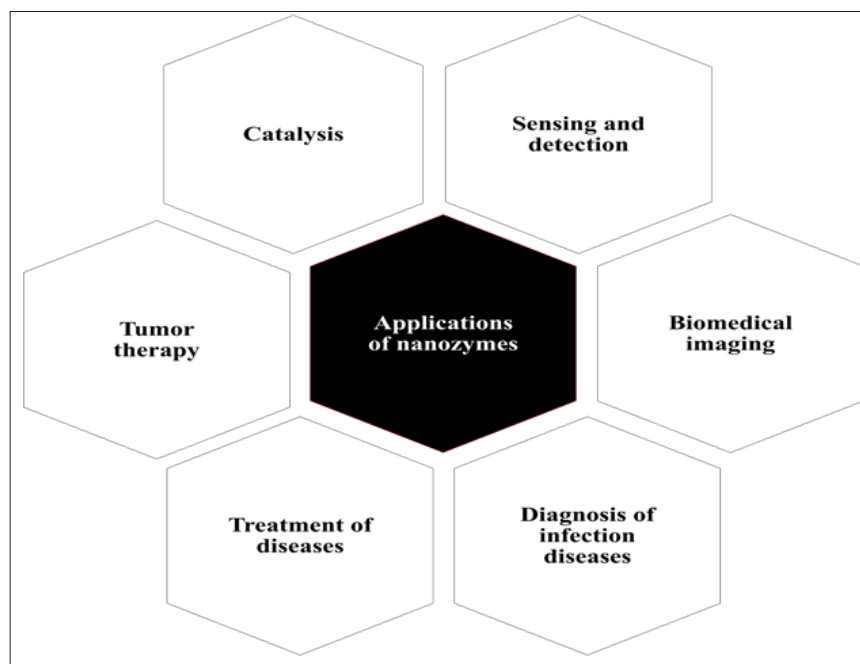 Catalysis
Sensing and
detection
Tumor
therapy
Applications
of nanozymes
Biomedical
imaging
Treatment of
diseases
Diagnosis of
infection
diseases